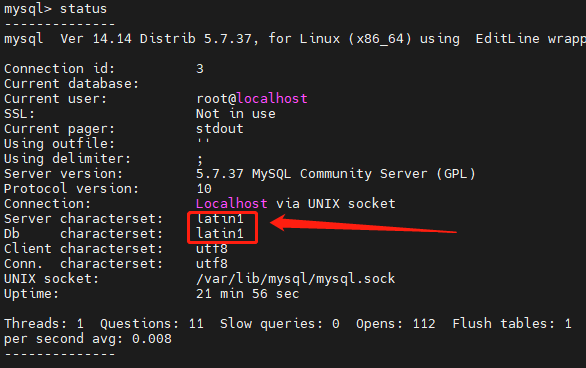 mysql> status
--------------
mysql  Ver 14.14 Distrib 5.7.37, for Linux (x86_64) using  EditLine wrapp

Connection id:          3
Current database:
Current user:           root@localhost
SSL:                    Not in use
Current pager:          stdout
Using outfile:          ''
Using delimiter:        ;
Server version:         5.7.37 MySQL Community Server (GPL)
Protocol version:       10
Connection:             Localhost via UNIX socket
Server characterset:    latin1
Db     characterset:    latin1
Client characterset:    utf8
Conn.  characterset:    utf8
UNIX socket:            /var/lib/mysql/mysql.sock
Uptime:                 21 min 56 sec

Threads: 1  Questions: 11  Slow queries: 0  Opens: 112  Flush tables: 1
per second avg: 0.008
--------------